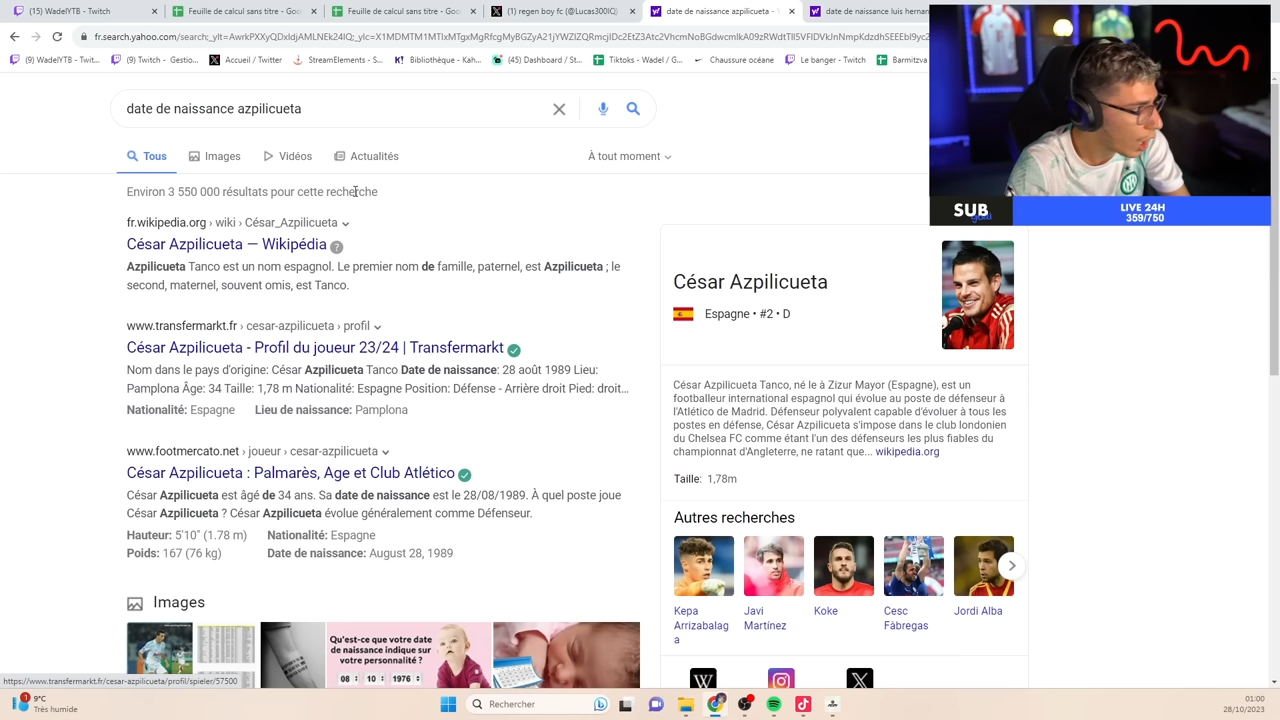 (9) WadelYTB - Twitch
Feuille de calcul sans titre - Goo
Feuille de calcul sans titre - Goo
(1) regen boy fc (@Lucas300IQ)
date de naissance azpilicueta - Y
date de naissance luis hernan
(9) WadelYTB - Twit...
(9) Twitch - Gestio...
Accueil / Twitter
StreamElements - S...
Bibliothèque - Kah...
(45) Dashboard / St...
Tiktoks - Wadel / G...
Chaussure océane
Le banger - Twitch
Barmitzva
SUB
goal
LIVE 24H
359/750
date de naissance azpilicueta
Tous
Images
Vidéos
Actualités
À tout moment
Environ 3 550 000 résultats pour cette recherche
fr.wikipedia.org › wiki › César_Azpilicueta
César Azpilicueta — Wikipédia
Azpilicueta Tanco est un nom espagnol. Le premier nom de famille, paternel, est Azpilicueta ; le
second, maternel, souvent omis, est Tanco.
www.transfermarkt.fr › cesar-azpilicueta › profil
César Azpilicueta - Profil du joueur 23/24 | Transfermarkt
Nom dans le pays d'origine: César Azpilicueta Tanco Date de naissance: 28 août 1989 Lieu:
Pamplona Âge: 34 Taille: 1,78 m Nationalité: Espagne Position: Défense - Arrière droit Pied: droit...
Nationalité: Espagne Lieu de naissance: Pamplona
www.footmercato.net › joueur › cesar-azpilicueta
César Azpilicueta : Palmarès, Age et Club Atlético
César Azpilicueta est âgé de 34 ans. Sa date de naissance est le 28/08/1989. À quel poste joue
César Azpilicueta ? César Azpilicueta évolue généralement comme Défenseur.
Hauteur: 5'10" (1.78 m) Nationalité: Espagne
Poids: 167 (76 kg) Date de naissance: August 28, 1989
Images
Qu'est-ce que votre date
de naissance indique sur
votre personnalité ?
08 10 1976
César Azpilicueta
Espagne • #2 • D
César Azpilicueta Tanco, né le à Zizur Mayor (Espagne), est un
footballeur international espagnol qui évolue au poste de défenseur à
l'Atlético de Madrid. Défenseur polyvalent capable d'évoluer à tous les
postes en défense, César Azpilicueta s'impose dans le club londonien
du Chelsea FC comme étant l'un des défenseurs les plus fiables du
championnat d'Angleterre, ne ratant que... wikipedia.org
Taille: 1,78m
Autres recherches
Kepa
Arrizabalag
a
Javi
Martínez
Koke
Cesc
Fàbregas
Jordi Alba
https://www.transfermarkt.fr/cesar-azpilicueta/profil/spieler/57500
1
9°C
Très humide
Rechercher
01:00
28/10/2023